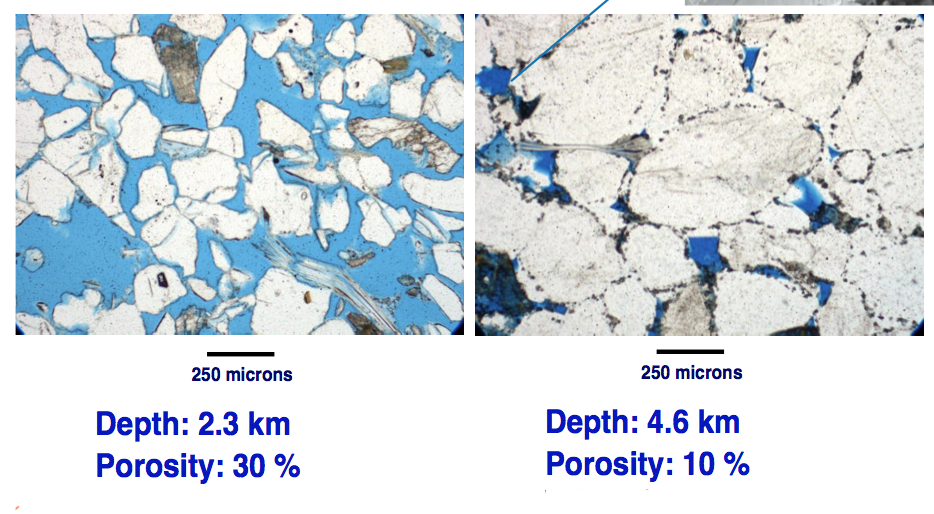 250 microns
Depth: 2.3 km
Porosity: 30 %
250 microns
Depth: 4.6 km
Porosity: 10 %